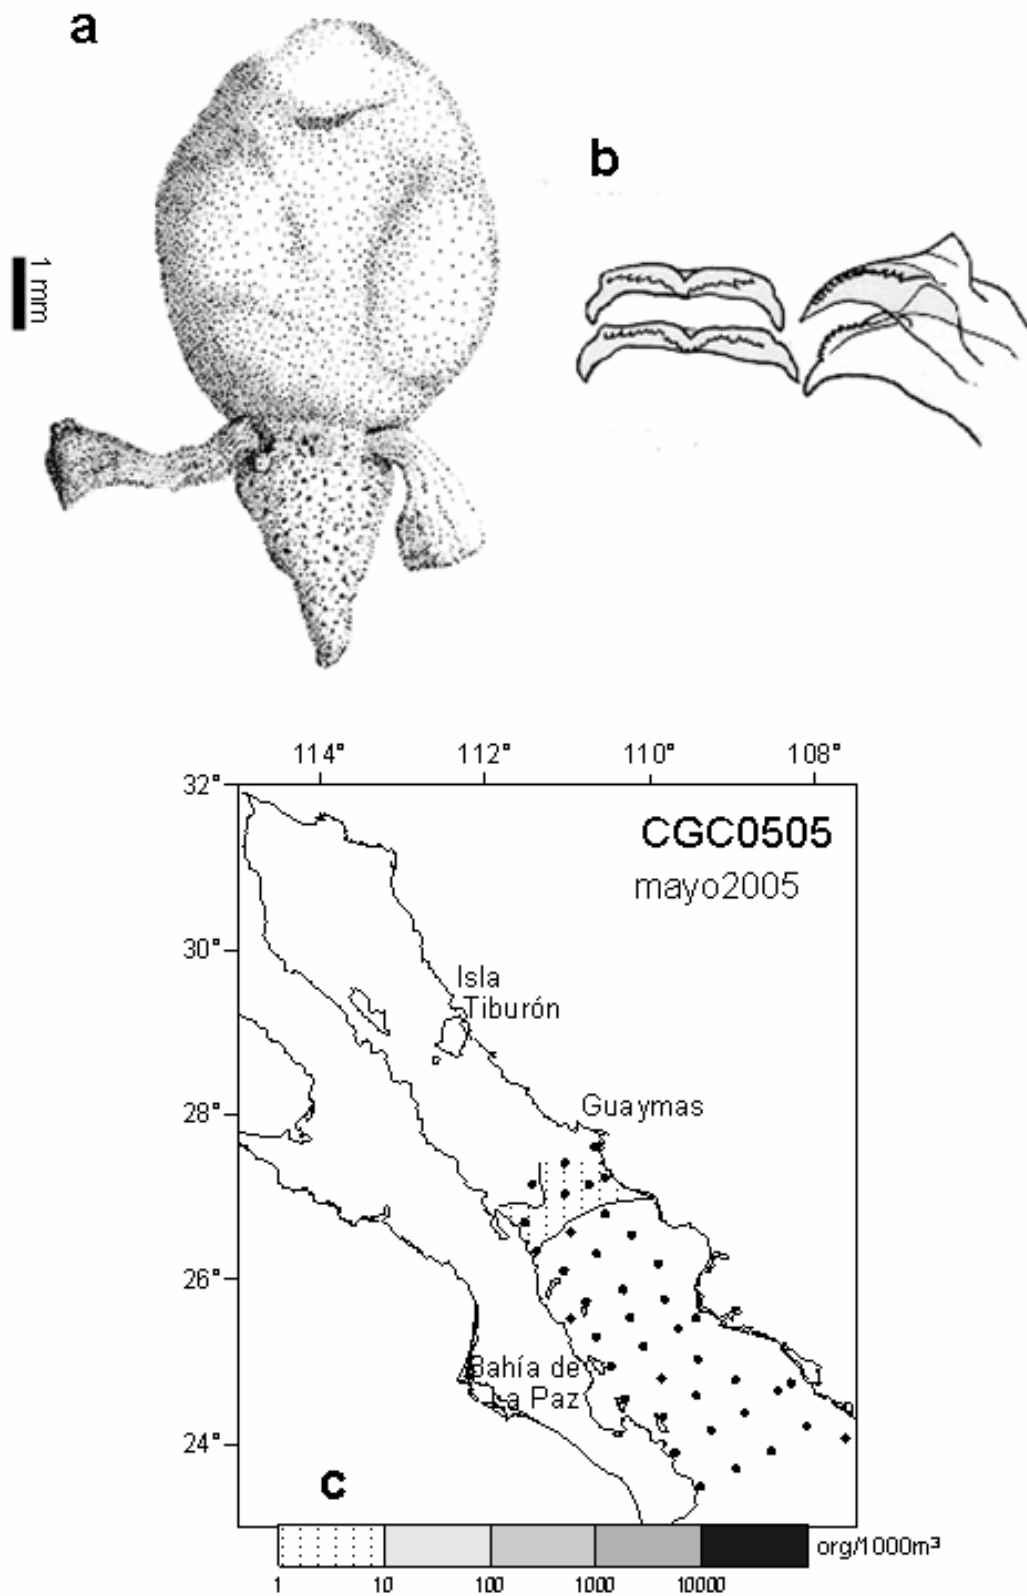 a
b
1 mm
114° 112° 110° 108°
32°
CGC0505
mayo2005
30°
Isla
Tiburón
28°
Guaymas
26°
Bahía de
La Paz
24°
c
org/1000m³
1 10 100 1000 10000